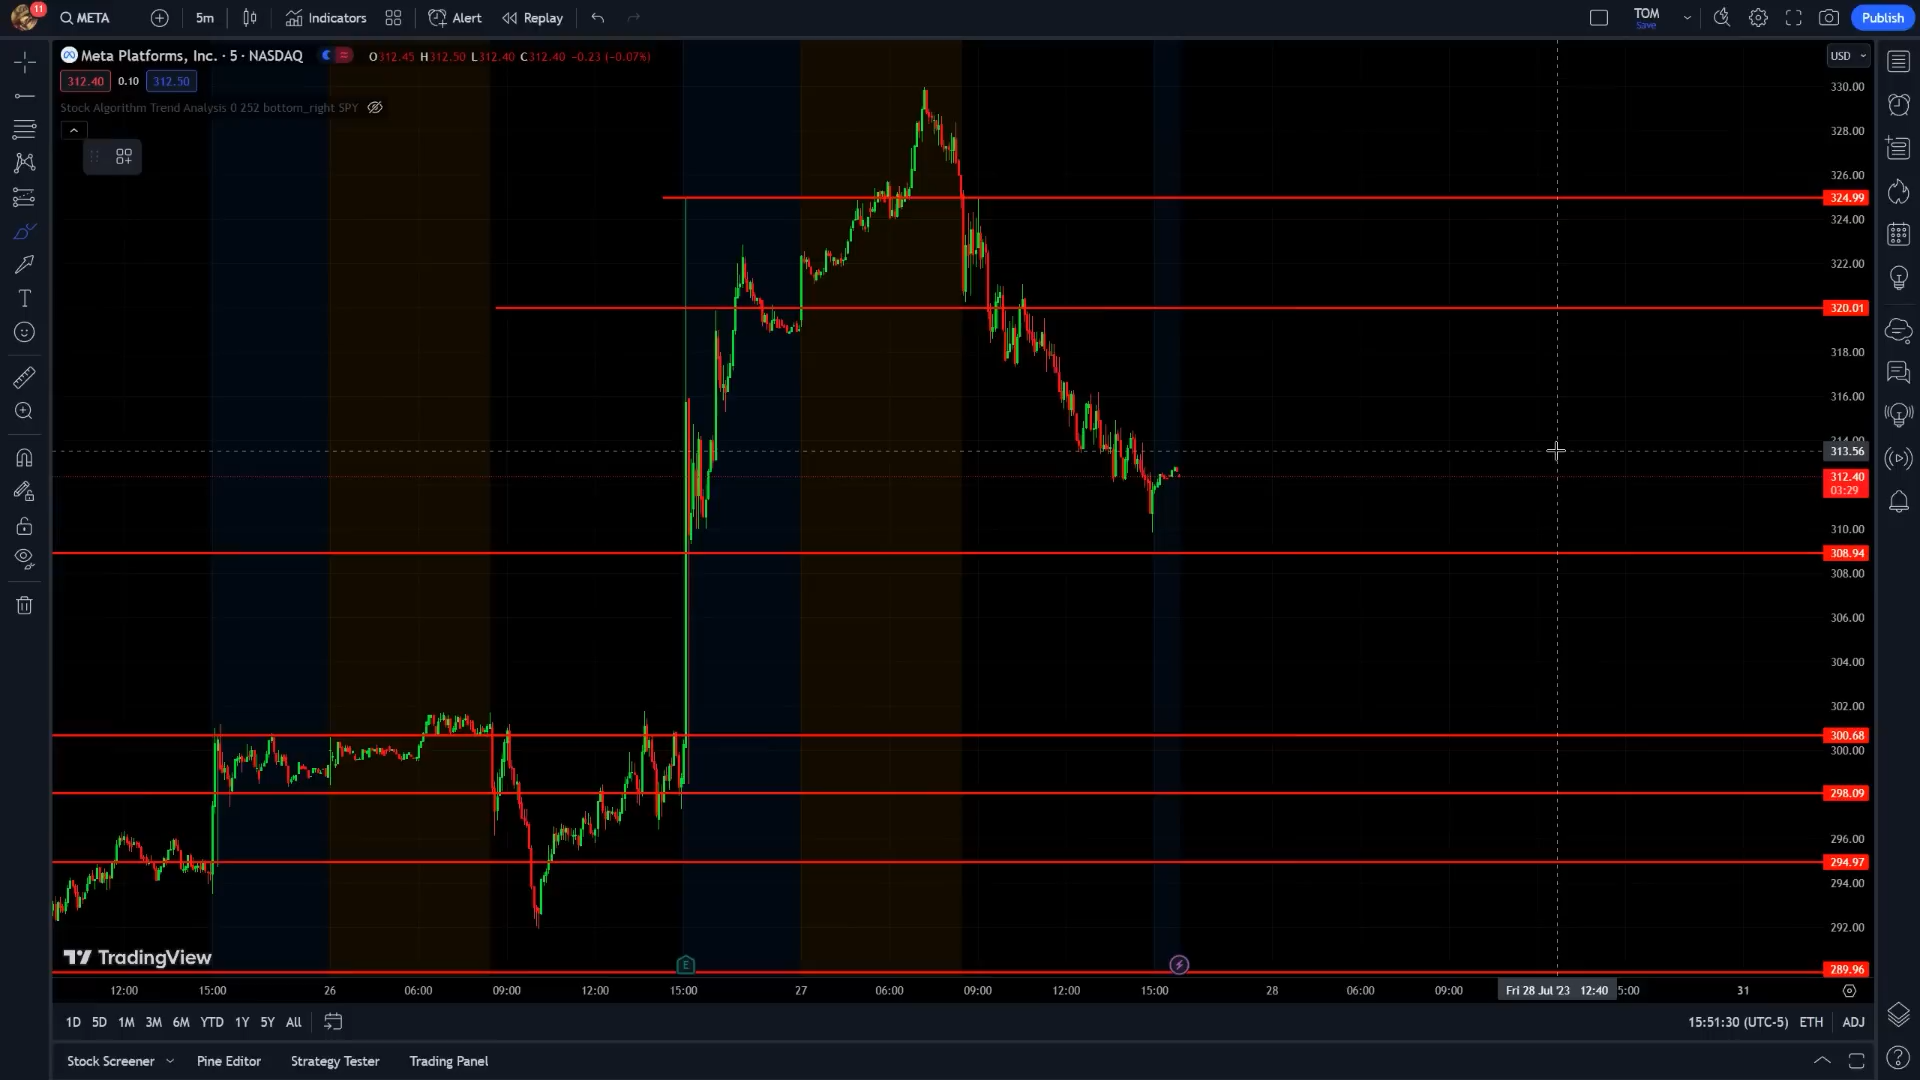 11
META
5m
Indicators
Alert
Replay
TOM
Save
Publish
Meta Platforms, Inc. · 5 · NASDAQ
O312.45 H312.50 L312.40 C312.40 −0.23 (−0.07%)
USD
312.40 0.10 312.50
Stock Algorithm Trend Analysis 0 252 bottom_right SPY
330.00
328.00
326.00
324.99
324.00
322.00
320.01
318.00
316.00
314.00
313.56
312.40
03:29
310.00
308.94
308.00
306.00
304.00
302.00
300.68
300.00
298.09
296.00
294.97
294.00
292.00
289.96
TradingView
E
12:00 15:00 26 06:00 09:00 12:00 15:00 27 06:00 09:00 12:00 15:00 28 06:00 09:00 Fri 28 Jul '23 12:40 5:00 31
1D 5D 1M 3M 6M YTD 1Y 5Y All
15:51:30 (UTC-5) ETH ADJ
Stock Screener Pine Editor Strategy Tester Trading Panel